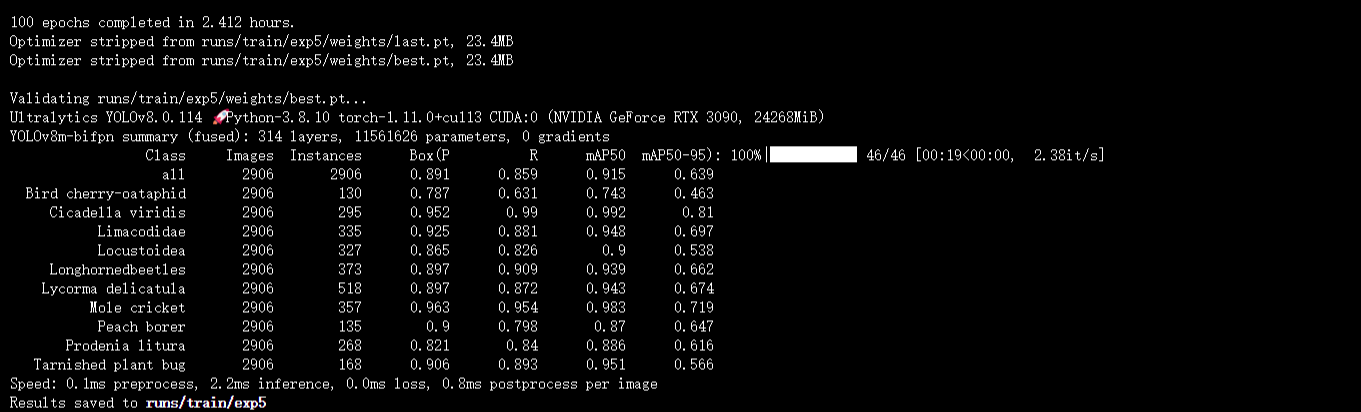 100 epochs completed in 2.412 hours.
Optimizer stripped from runs/train/exp5/weights/last.pt, 23.4MB
Optimizer stripped from runs/train/exp5/weights/best.pt, 23.4MB
Validating runs/train/exp5/weights/best.pt...
Ultralytics YOLOv8.0.114 🚀 Python-3.8.10 torch-1.11.0+cu113 CUDA:0 (NVIDIA GeForce RTX 3090, 24268MiB)
YOLOv8m-bifpn summary (fused): 314 layers, 11561626 parameters, 0 gradients
Class Images Instances Box(P R mAP50 mAP50-95): 100% 46/46 [00:19<00:00, 2.38it/s]
all 2906 2906 0.891 0.859 0.915 0.639
Bird cherry-oataphid 2906 130 0.787 0.631 0.743 0.463
Cicadella viridis 2906 295 0.952 0.99 0.992 0.81
Limacodidae 2906 335 0.925 0.881 0.948 0.697
Locustoidea 2906 327 0.865 0.826 0.9 0.538
Longhornedbeetles 2906 373 0.897 0.909 0.939 0.662
Lycorma delicatula 2906 518 0.897 0.872 0.943 0.674
Mole cricket 2906 357 0.963 0.954 0.983 0.719
Peach borer 2906 135 0.9 0.798 0.87 0.647
Prodenia litura 2906 268 0.821 0.84 0.886 0.616
Tarnished plant bug 2906 168 0.906 0.893 0.951 0.566
Speed: 0.1ms preprocess, 2.2ms inference, 0.0ms loss, 0.8ms postprocess per image
Results saved to runs/train/exp5